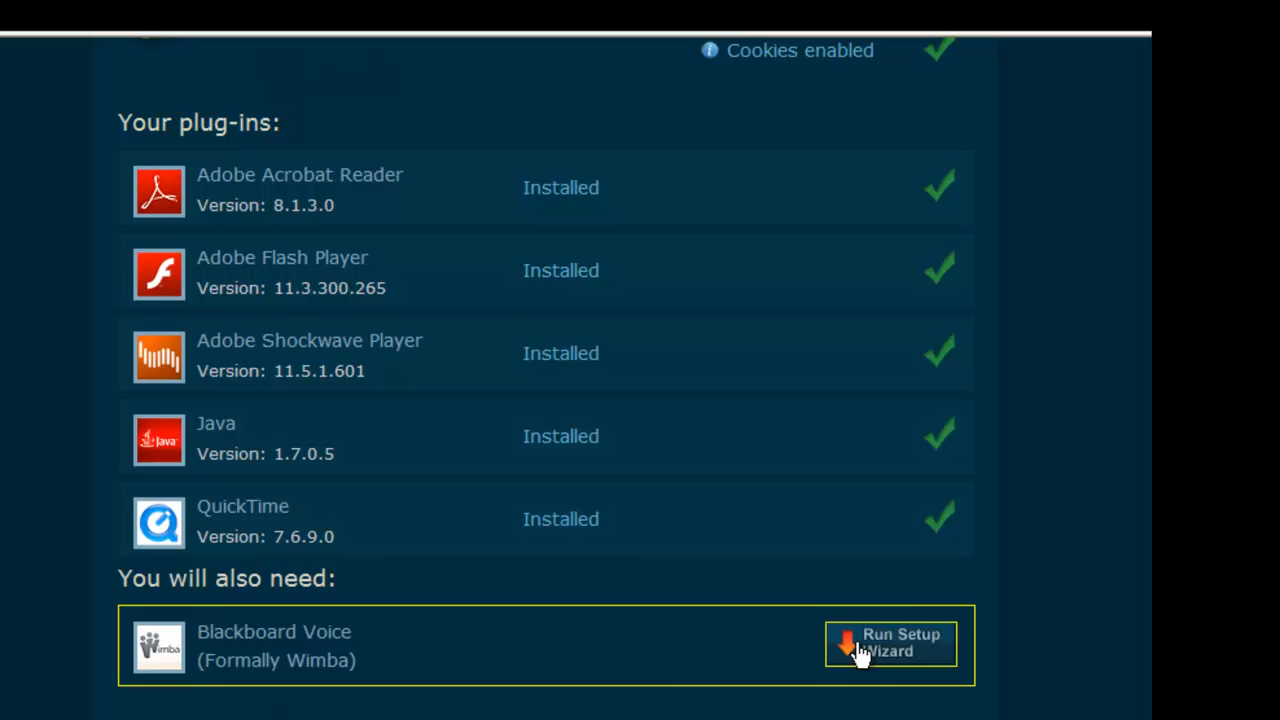 Cookies enabled
Your plug-ins:
Adobe Acrobat Reader
Version: 8.1.3.0
Installed
Adobe Flash Player
Version: 11.3.300.265
Installed
Adobe Shockwave Player
Version: 11.5.1.601
Installed
Java
Java
Version: 1.7.0.5
Installed
QuickTime
Version: 7.6.9.0
Installed
You will also need:
Wimba
Blackboard Voice
(Formally Wimba)
Run Setup
Wizard